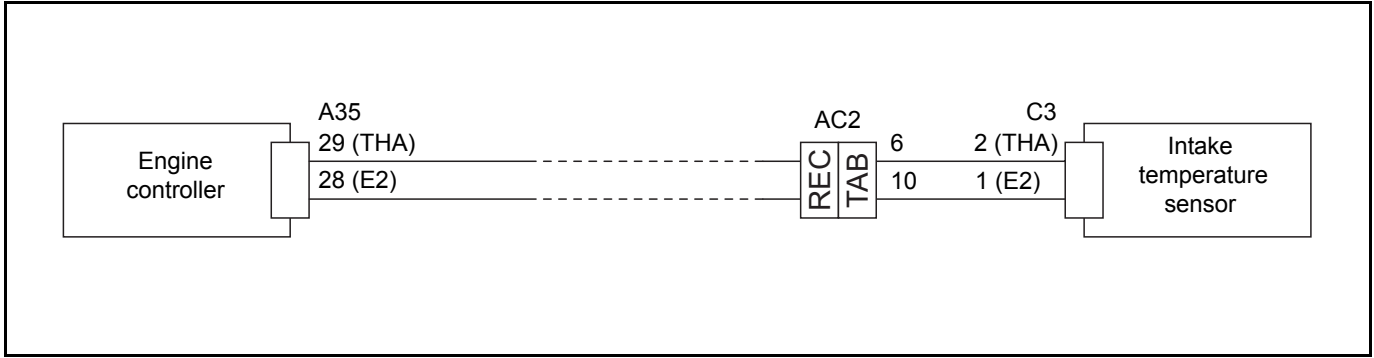 A35
AC2
C3
29 (THA)
6
2 (THA)
Engine
controller
REC
TAB
Intake
temperature
sensor
28 (E2)
10
1 (E2)